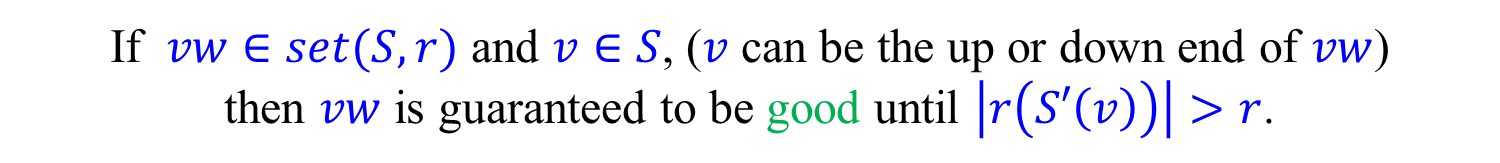 If vw ∈ set(S, r) and v ∈ S, (v can be the up or down end of vw)
then vw is guaranteed to be good until |r(S′(v))| > r.